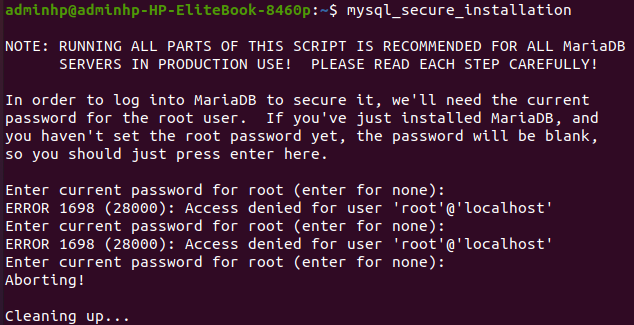 adminhp@adminhp-HP-EliteBook-8460p:~$ mysql_secure_installation
NOTE: RUNNING ALL PARTS OF THIS SCRIPT IS RECOMMENDED FOR ALL MariaDB
SERVERS IN PRODUCTION USE!  PLEASE READ EACH STEP CAREFULLY!
In order to log into MariaDB to secure it, we'll need the current
password for the root user.  If you've just installed MariaDB, and
you haven't set the root password yet, the password will be blank,
so you should just press enter here.
Enter current password for root (enter for none):
ERROR 1698 (28000): Access denied for user 'root'@'localhost'
Enter current password for root (enter for none):
ERROR 1698 (28000): Access denied for user 'root'@'localhost'
Enter current password for root (enter for none):
Aborting!
Cleaning up...